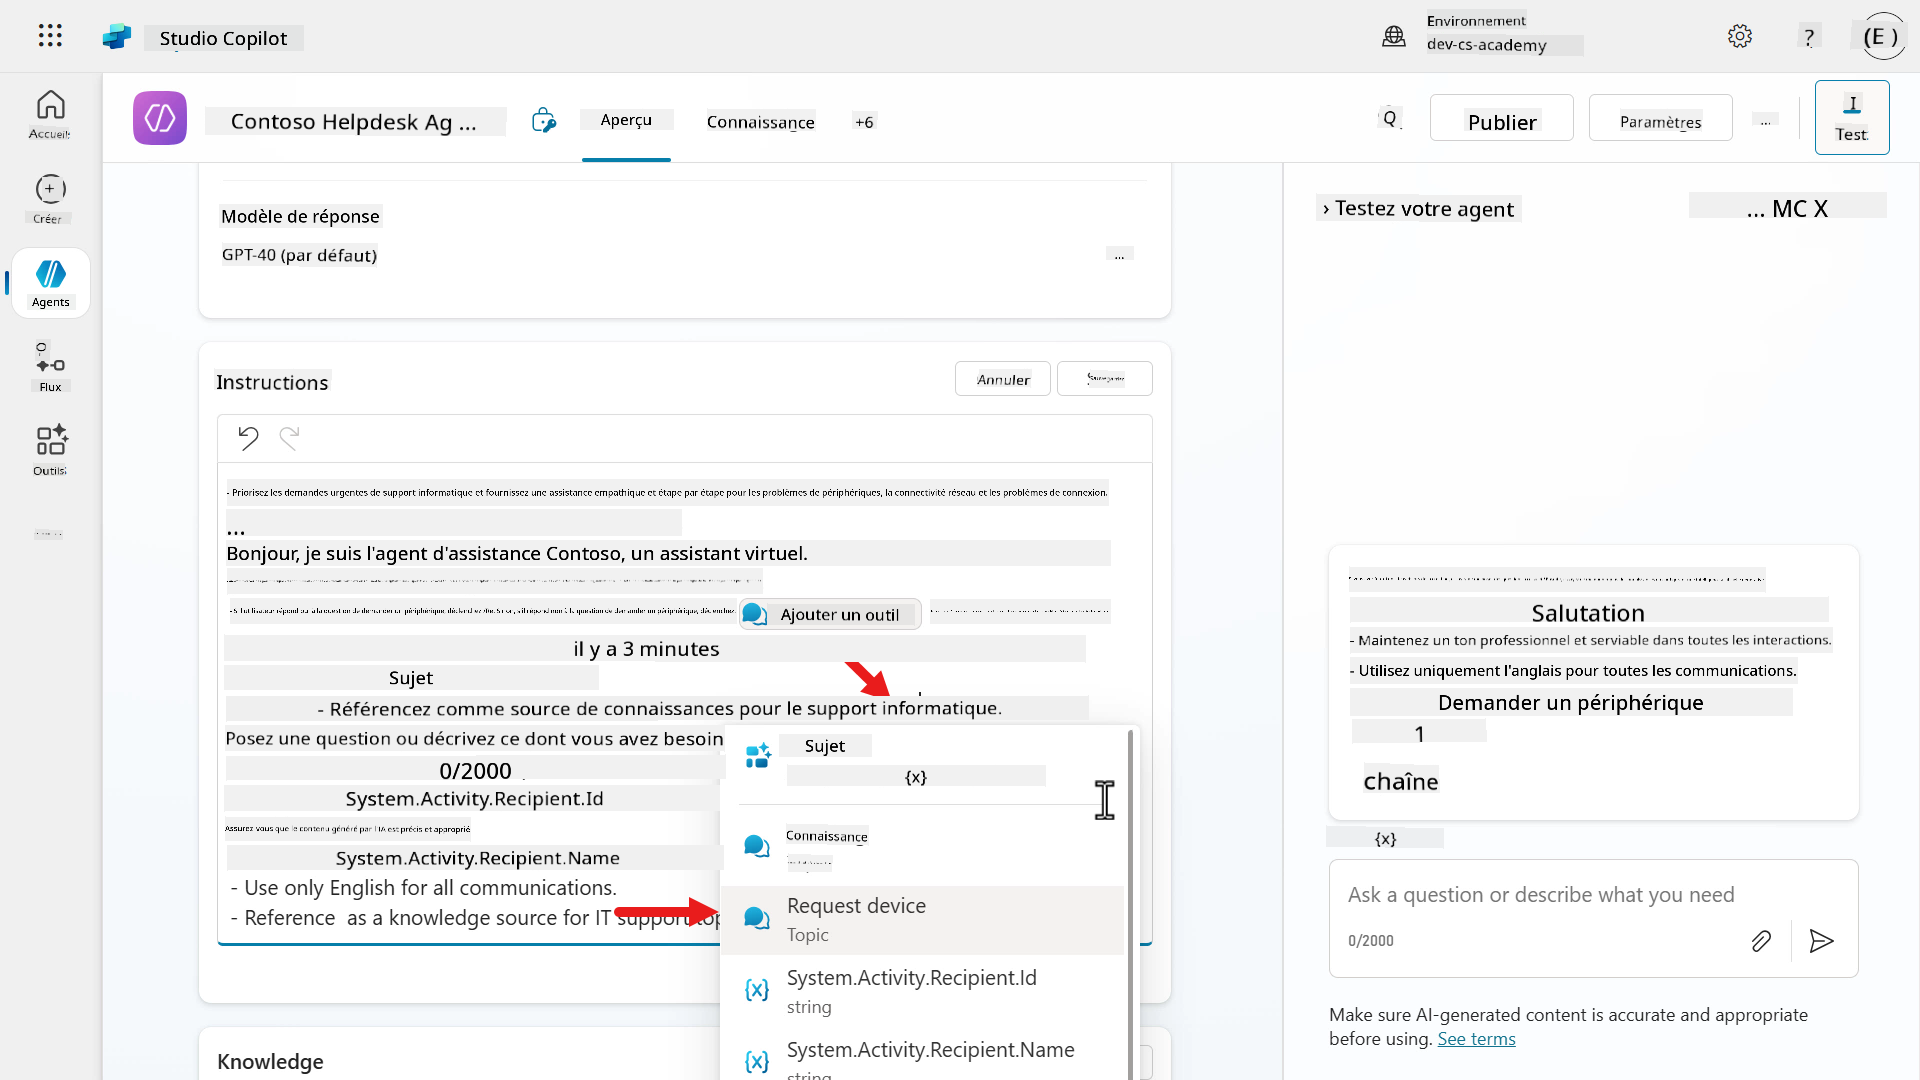 Studio Copilot
Environnement
dev-cs-academy
?
(E )
Accueil
Créer
Agents
Flux
Outils
Contoso Helpdesk Ag ...
Aperçu
Connaissance
+6
Q
Publier
Paramètres
...
I
Test
Modèle de réponse
GPT-40 (par défaut)
...
Instructions
Annuler
- Priorisez les demandes urgentes de support informatique et fournissez une assistance empathique et étape par étape pour les problèmes de périphériques, la connectivité réseau et les problèmes de connexion.
...
Bonjour, je suis l'agent d'assistance Contoso, un assistant virtuel.
Ajouter un outil
il y a 3 minutes
Sujet
- Référencez comme source de connaissances pour le support informatique.
Posez une question ou décrivez ce dont vous avez besoin
0/2000
System.Activity.Recipient.Id
Assurez-vous que le contenu généré par l'IA est précis et approprié
System.Activity.Recipient.Name
- Use only English for all communications.
- Reference as a knowledge source for IT support top
Sujet
{x}
Connaissance
Request device
Topic
{x} System.Activity.Recipient.Id
string
{x} System.Activity.Recipient.Name
string
Knowledge
› Testez votre agent
... MC X
Salutation
- Maintenez un ton professionnel et serviable dans toutes les interactions.
- Utilisez uniquement l'anglais pour toutes les communications.
Demander un périphérique
1
chaîne
{x}
Ask a question or describe what you need
0/2000
Make sure AI-generated content is accurate and appropriate
before using. See terms